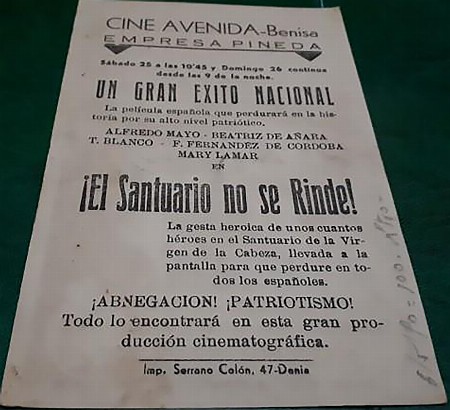 CINE AVENIDA-Benisa
EMPRESA PINEDA
Sábado 25 a las 10'45 y Domingo 26 continua
desde las 9 de la noche.
UN GRAN EXITO NACIONAL
La película española que perdurará en la his-
toria por su alto nivel patriótico.
ALFREDO MAYO - BEATRIZ DE AÑARA
T. BLANCO - F. FERNANDEZ DE CORDOBA
MARY LAMAR
EN
¡El Santuario no se Rinde!
La gesta heroica de unos cuantos
héroes en el Santuario de la Vir-
gen de la Cabeza, llevada a la
pantalla para que perdure en to-
dos los españoles.
¡ABNEGACION! ¡PATRIOTISMO!
Todo lo encontrará en esta gran pro-
ducción cinematográfica.
Imp. Serrano Colón, 47-Denia